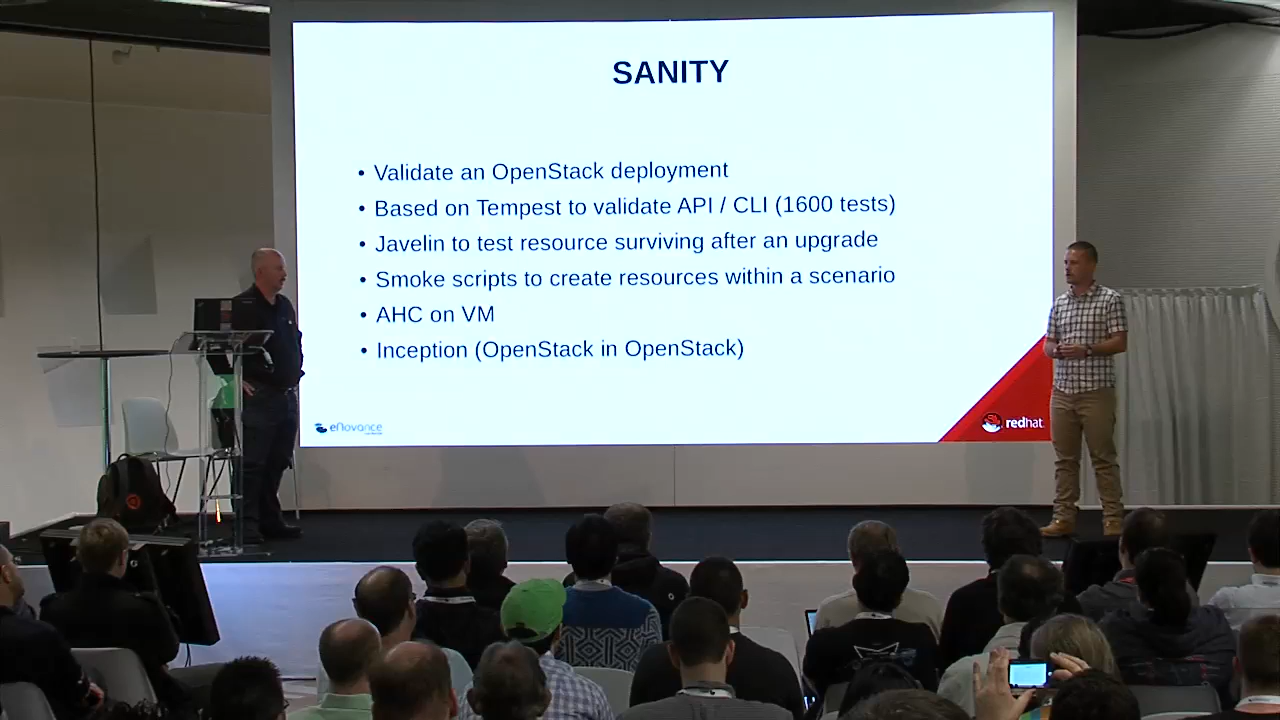 SANITY
• Validate an OpenStack deployment
• Based on Tempest to validate API / CLI (1600 tests)
• Javelin to test resource surviving after an upgrade
• Smoke scripts to create resources within a scenario
• AHC on VM
• Inception (OpenStack in OpenStack)
eNovance
redhat.